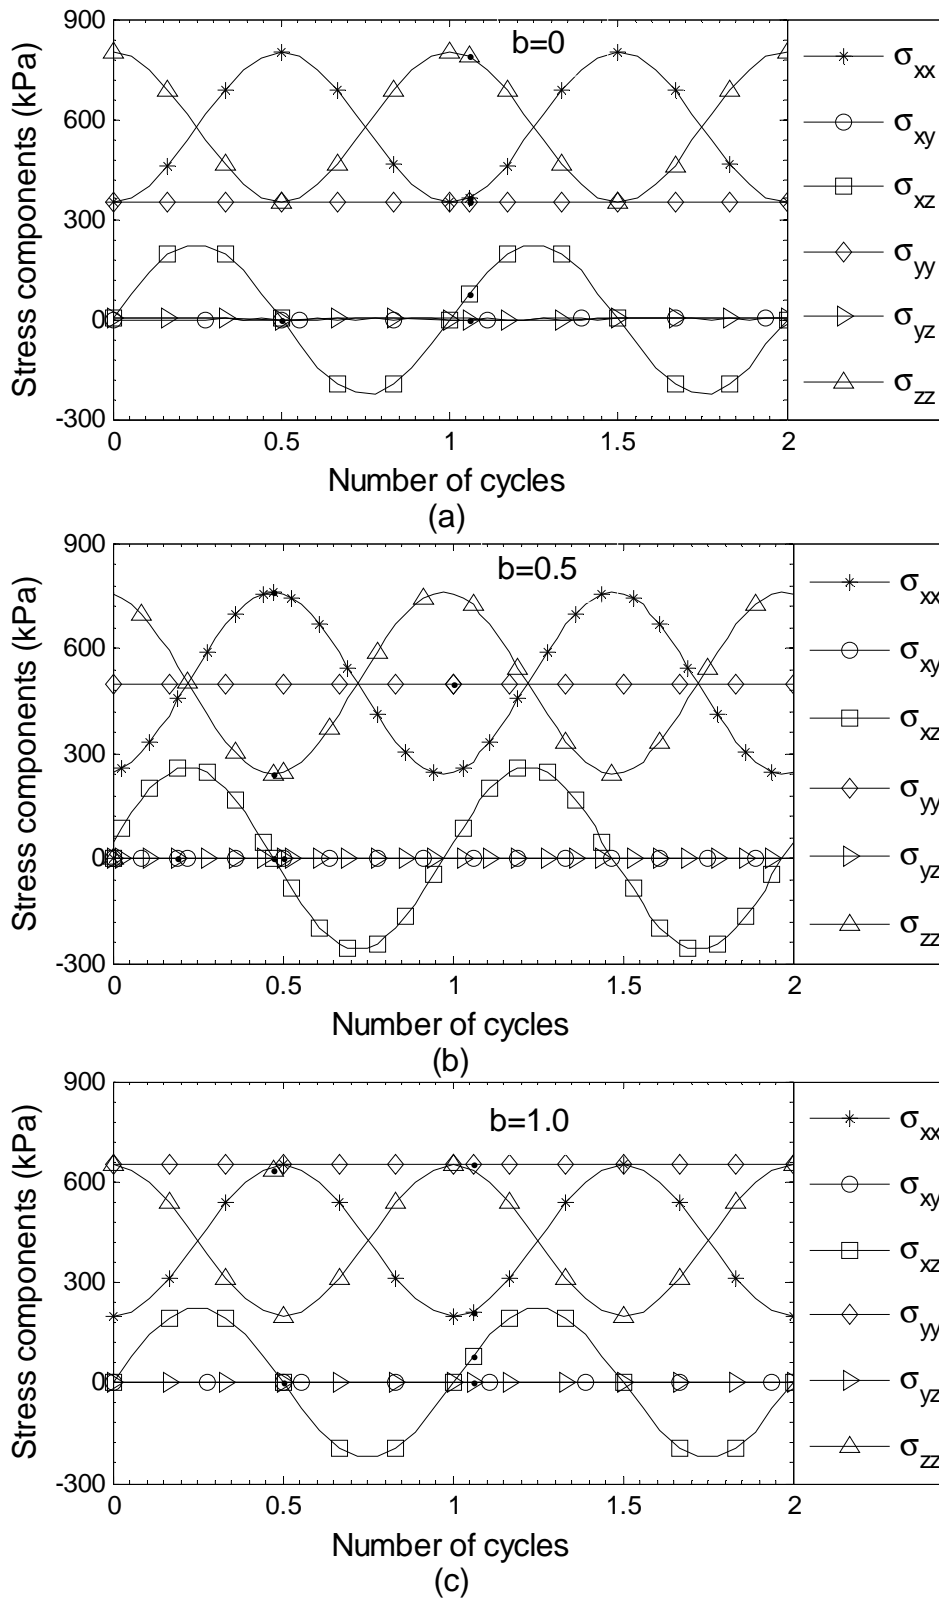 Stress components (kPa)
900
600
300
0
-300
b=0
σxx
σxy
σxz
σyy
σyz
σzz
0
0.5
1
1.5
2
Number of cycles
(a)
Stress components (kPa)
900
600
300
0
-300
b=0.5
σxx
σxy
σxz
σyy
σyz
σzz
0
0.5
1
1.5
2
Number of cycles
(b)
Stress components (kPa)
900
600
300
0
-300
b=1.0
σxx
σxy
σxz
σyy
σyz
σzz
0
0.5
1
1.5
2
Number of cycles
(c)